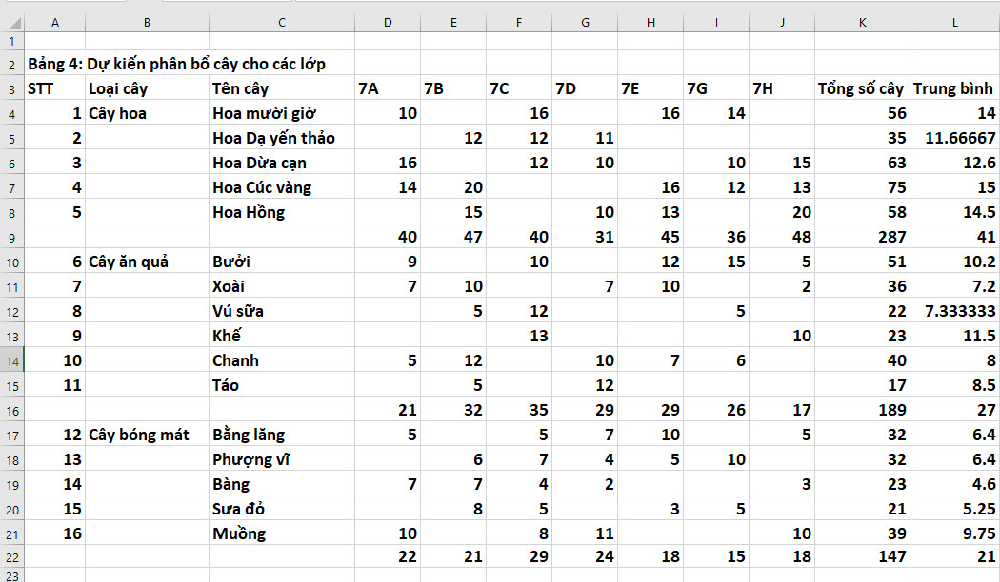 A B C D E F G H I J K L
1
2 Bảng 4: Dự kiến phân bổ cây cho các lớp
3 STT Loại cây Tên cây 7A 7B 7C 7D 7E 7G 7H Tổng số cây Trung bình
4 1 Cây hoa Hoa mười giờ 10 16 16 14 56 14
5 2 Hoa Dạ yến thảo 12 12 11 35 11.66667
6 3 Hoa Dừa cạn 16 12 10 10 15 63 12.6
7 4 Hoa Cúc vàng 14 20 16 12 13 75 15
8 5 Hoa Hồng 15 10 13 20 58 14.5
9 40 47 40 31 45 36 48 287 41
10 6 Cây ăn quả Bưởi 9 10 12 15 5 51 10.2
11 7 Xoài 7 10 7 10 2 36 7.2
12 8 Vú sữa 5 12 5 22 7.333333
13 9 Khế 13 10 23 11.5
14 10 Chanh 5 12 10 7 6 40 8
15 11 Táo 5 12 17 8.5
16 21 32 35 29 29 26 17 189 27
17 12 Cây bóng mát Bằng lăng 5 5 7 10 5 32 6.4
18 13 Phượng vĩ 6 7 4 5 10 32 6.4
19 14 Bàng 7 7 4 2 3 23 4.6
20 15 Sưa đỏ 8 5 3 5 21 5.25
21 16 Muồng 10 8 11 10 39 9.75
22 22 21 29 24 18 15 18 147 21
23